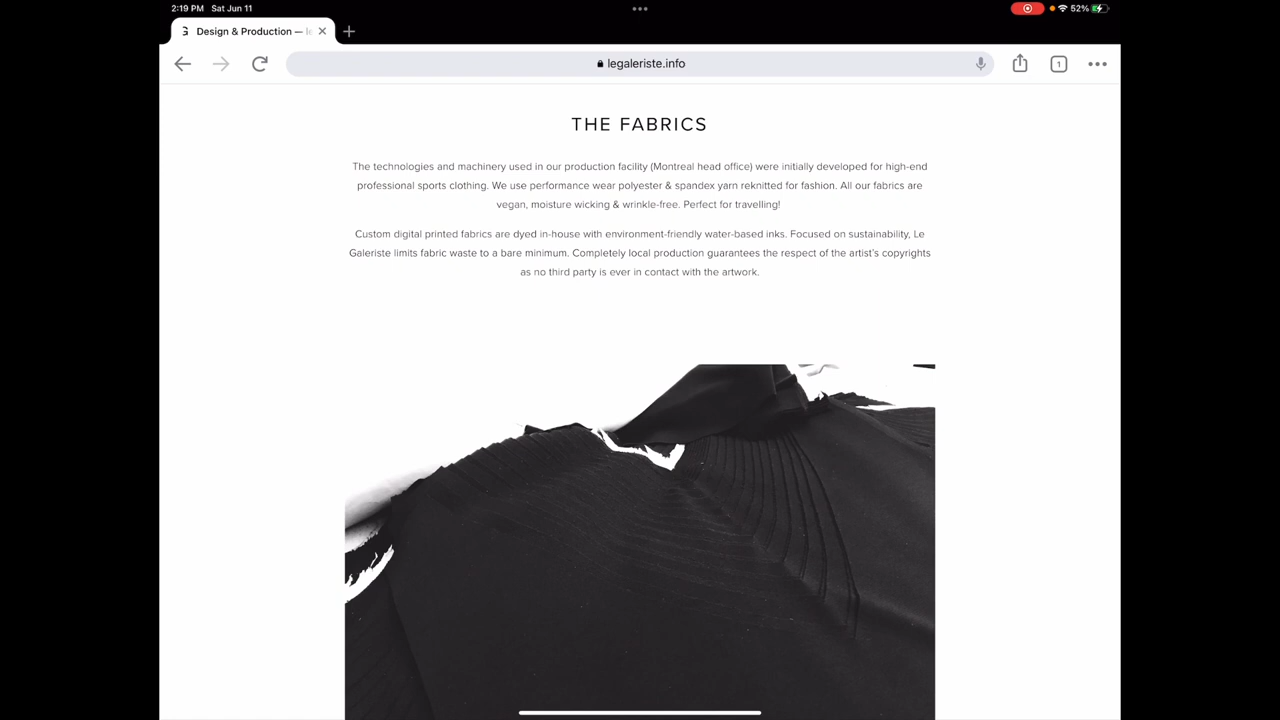 2:19 PM Sat Jun 11
52%
Design & Production —
legaleriste.info
1
THE FABRICS
The technologies and machinery used in our production facility (Montreal head office) were initially developed for high-end
professional sports clothing. We use performance wear polyester & spandex yarn reknitted for fashion. All our fabrics are
vegan, moisture wicking & wrinkle-free. Perfect for travelling!
Custom digital printed fabrics are dyed in-house with environment-friendly water-based inks. Focused on sustainability, Le
Galeriste limits fabric waste to a bare minimum. Completely local production guarantees the respect of the artist's copyrights
as no third party is ever in contact with the artwork.